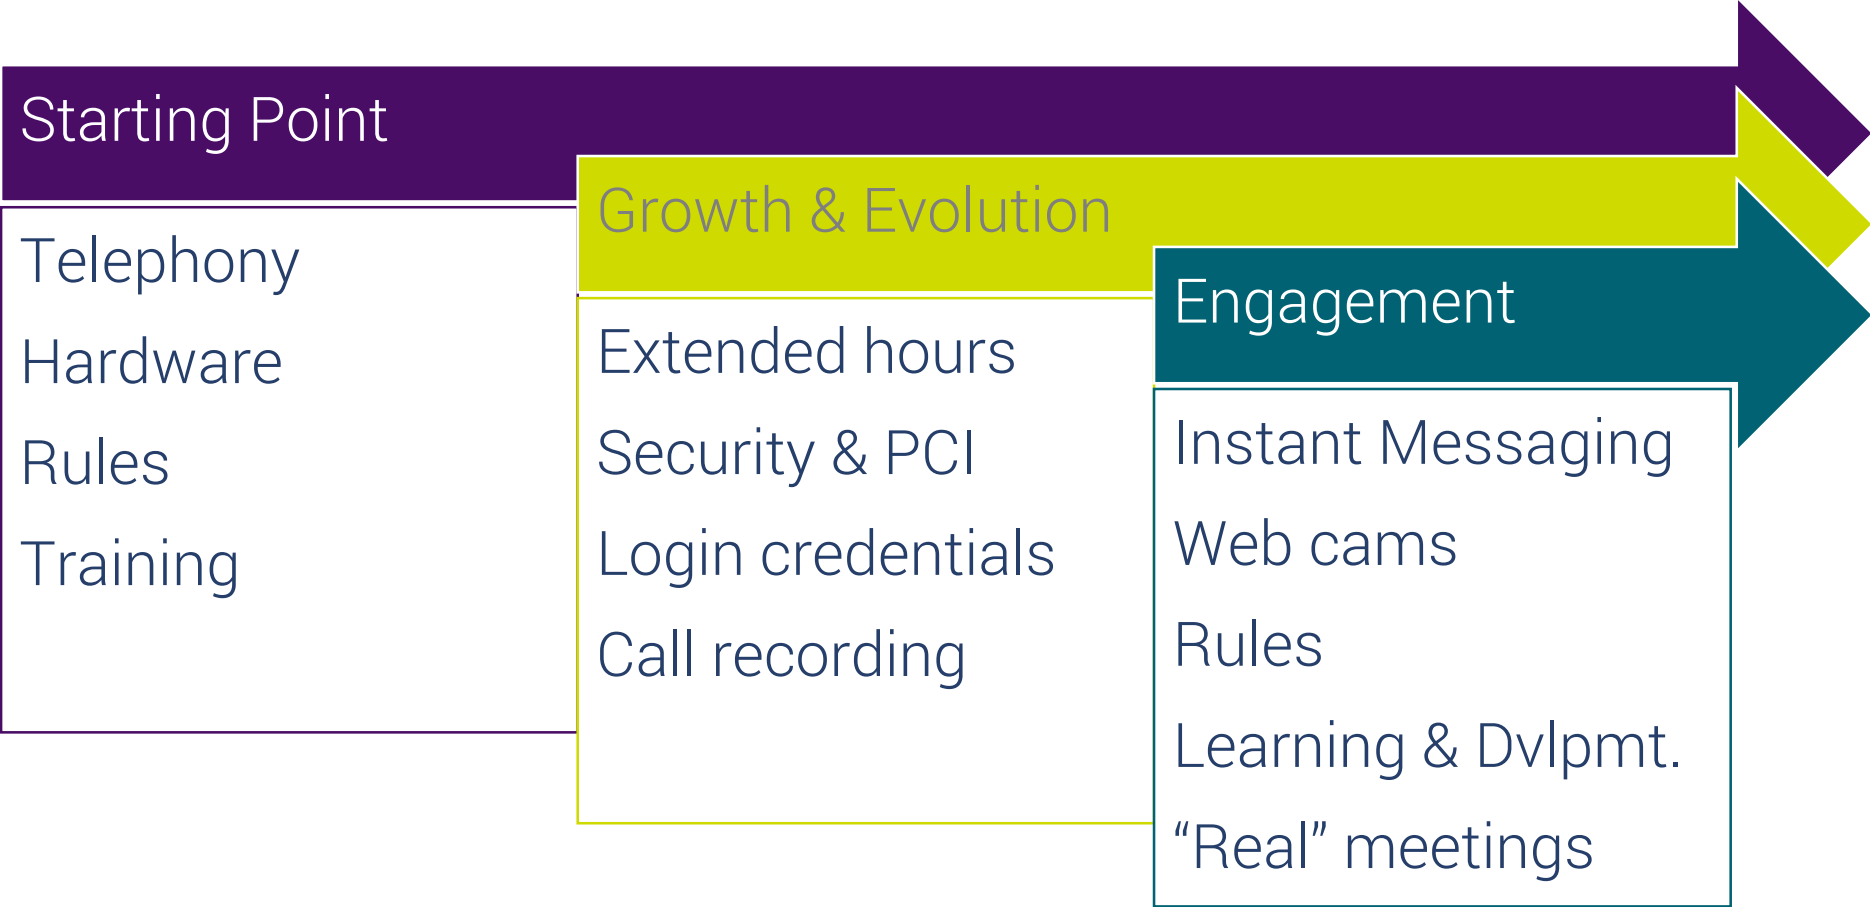 Starting Point
Telephony
Hardware
Rules
Training
Growth & Evolution
Extended hours
Security & PCI
Login credentials
Call recording
Engagement
Instant Messaging
Web cams
Rules
Learning & Dvlpmt.
“Real” meetings